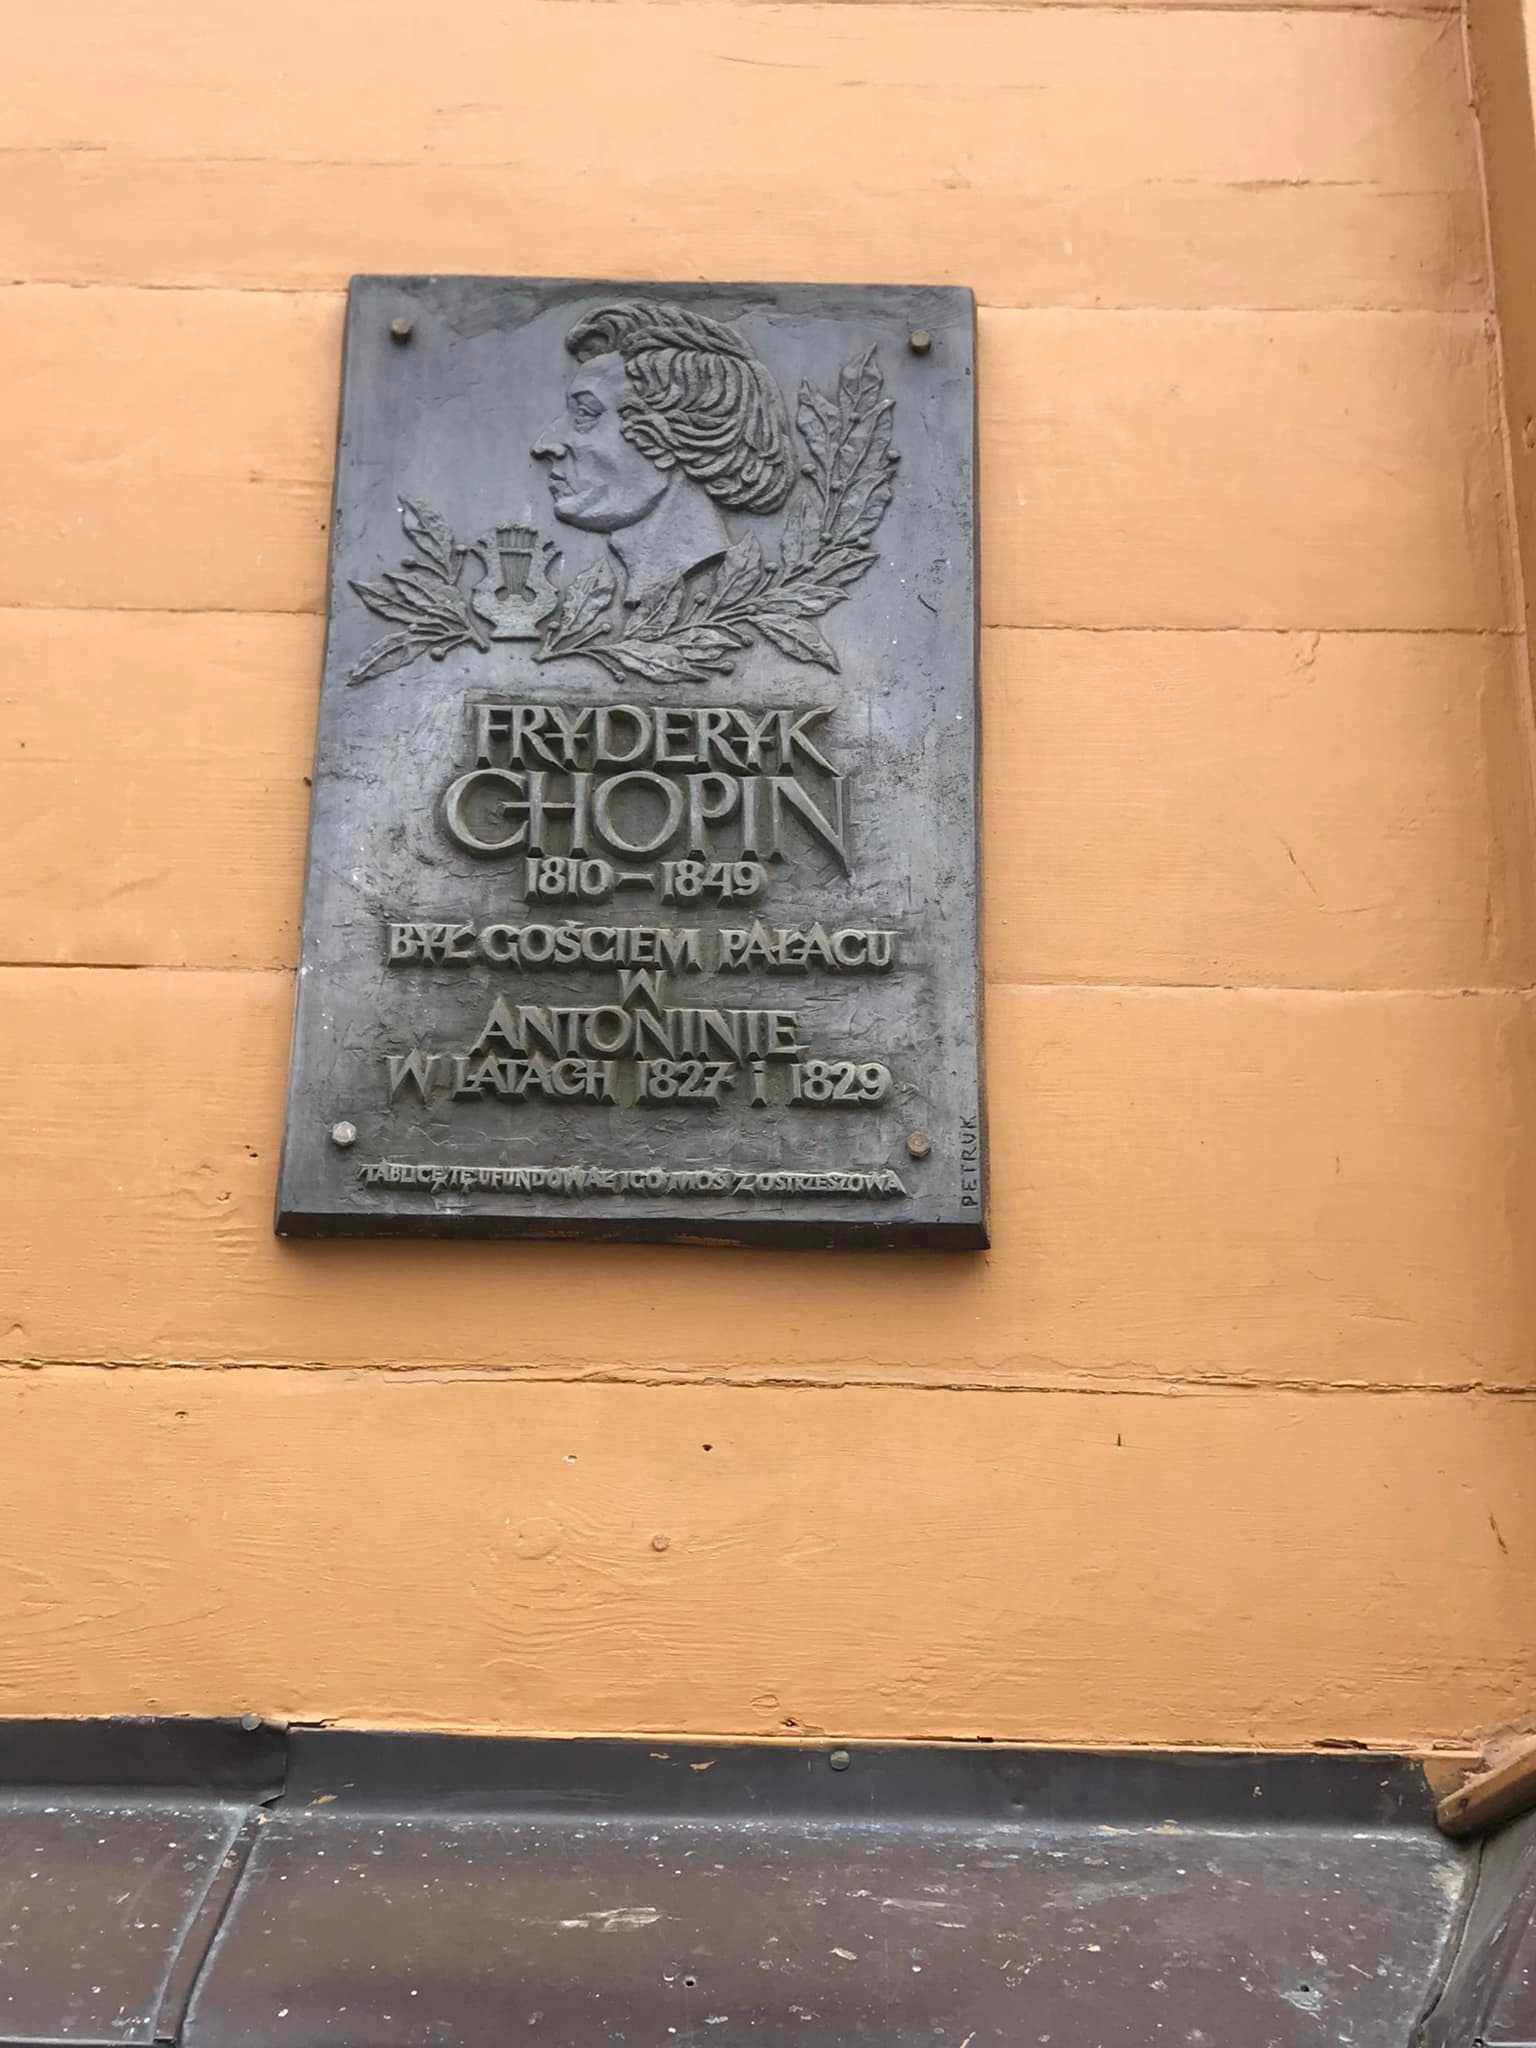 FRYDERYK
CHOPIN
1810 – 1849
BYŁ GOŚCIEM PAŁACU
W
ANTONINIE
W LATACH 1827 i 1829
TABLICĘ TĘ UFUNDOWAŁ IGO MOŚ Z OSTRZESZOWA
PETRUK